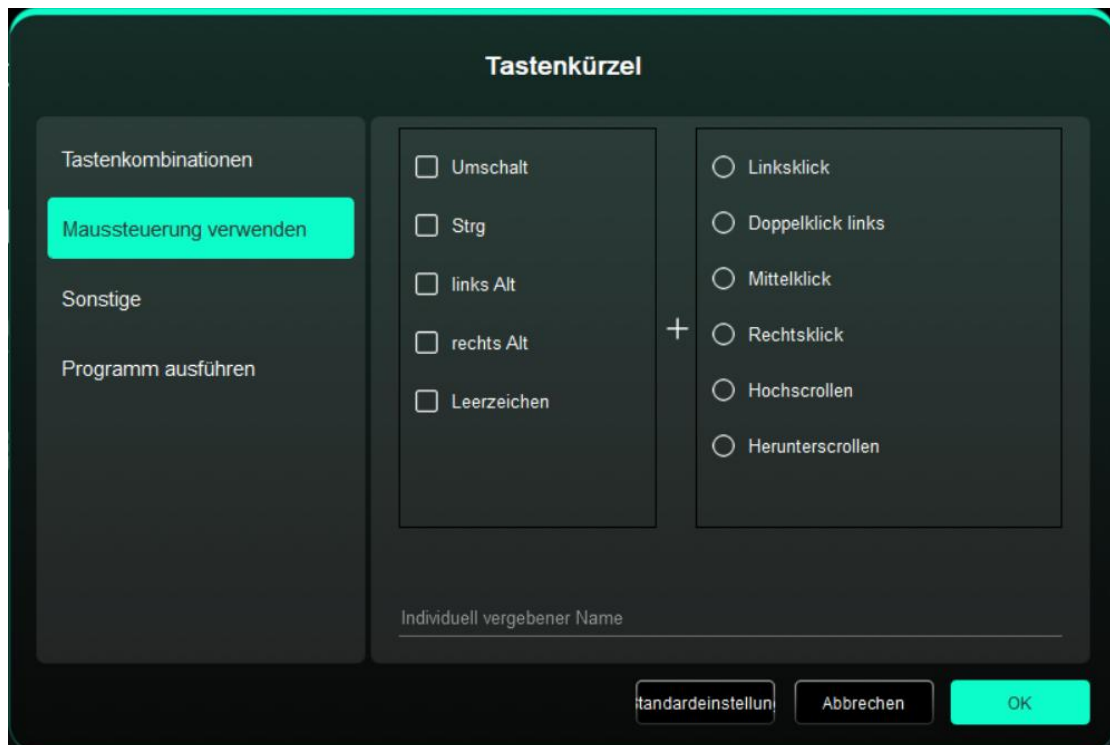 Tastenkürzel
Tastenkombinationen
Maussteuerung verwenden
Sonstige
Programm ausführen
Umschalt
Strg
links Alt
rechts Alt
Leerzeichen
+
Linksklick
Doppelklick links
Mittelklick
Rechtsklick
Hochscrollen
Herunterscrollen
Individuell vergebener Name
tandardeinstellun
Abbrechen
OK